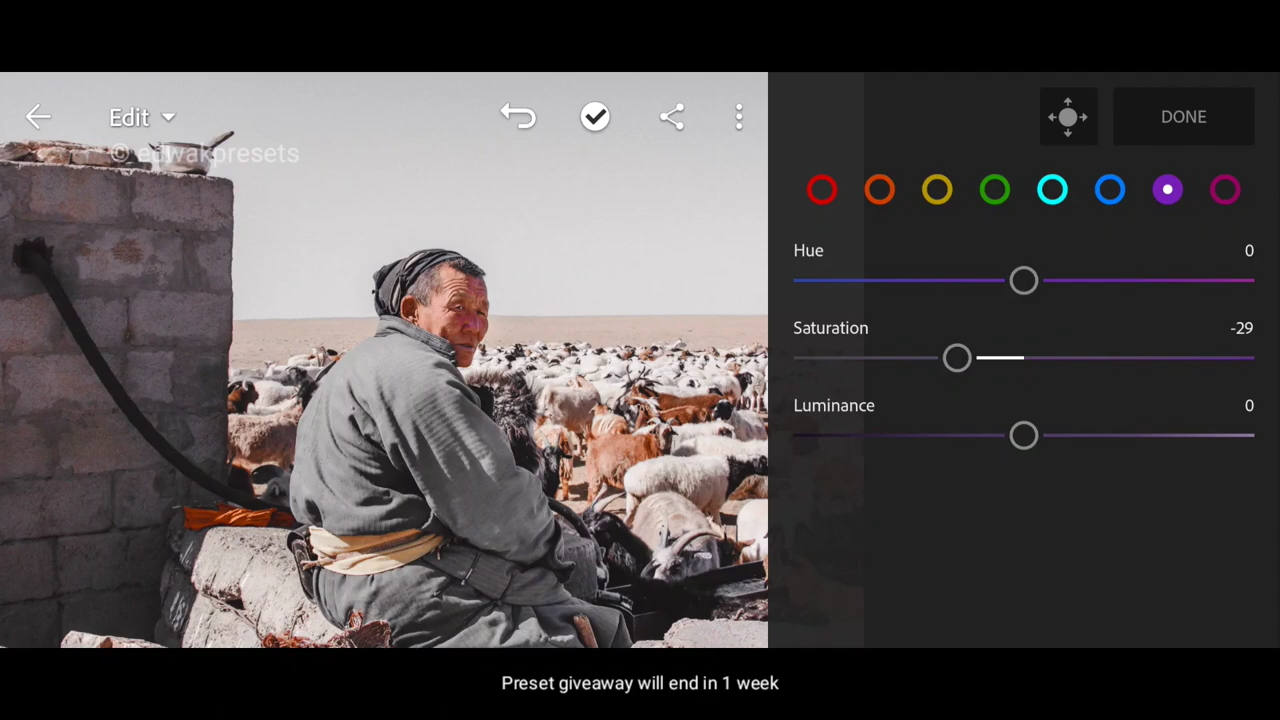 Edit
© edwakpresets
DONE
Hue 0
Saturation -29
Luminance 0
Preset giveaway will end in 1 week